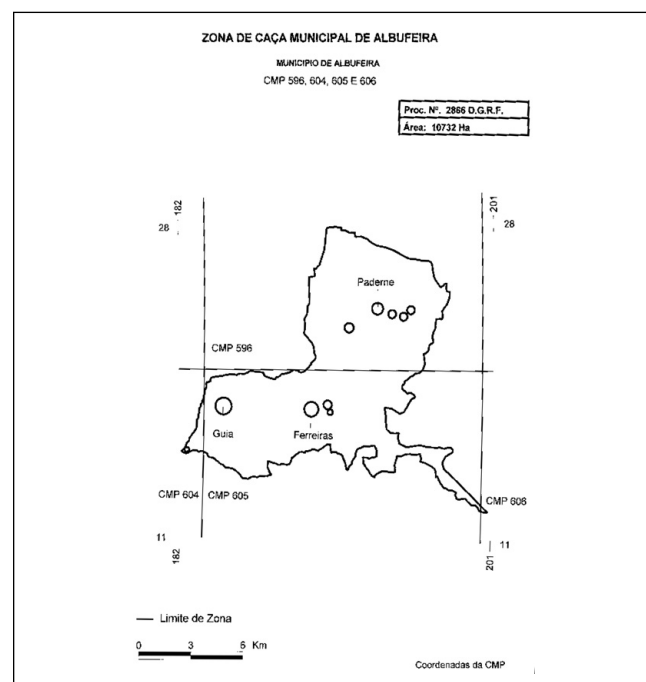 ZONA DE CAÇA MUNICIPAL DE ALBUFEIRA
MUNICIPIO DE ALBUFEIRA
CMP 596, 604, 605 E 606
Proc. Nº. 2866 D.G.R.F.
Área: 10732 Ha
182
201
28
28
Paderne
CMP 596
Guia
Ferreiras
CMP 604
CMP 605
CMP 606
11
11
182
201
Limite de Zona
0 3 6 Km
Coordenadas da CMP